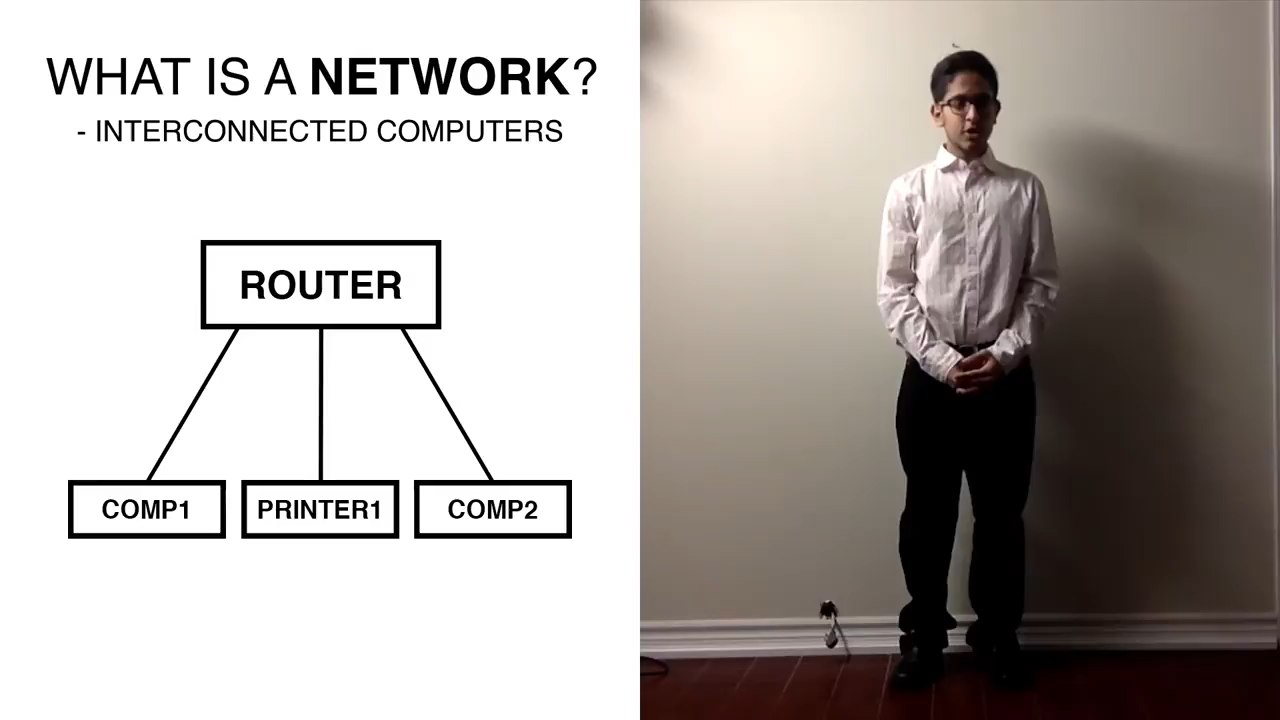 WHAT IS A NETWORK?
- INTERCONNECTED COMPUTERS
ROUTER
COMP1
PRINTER1
COMP2